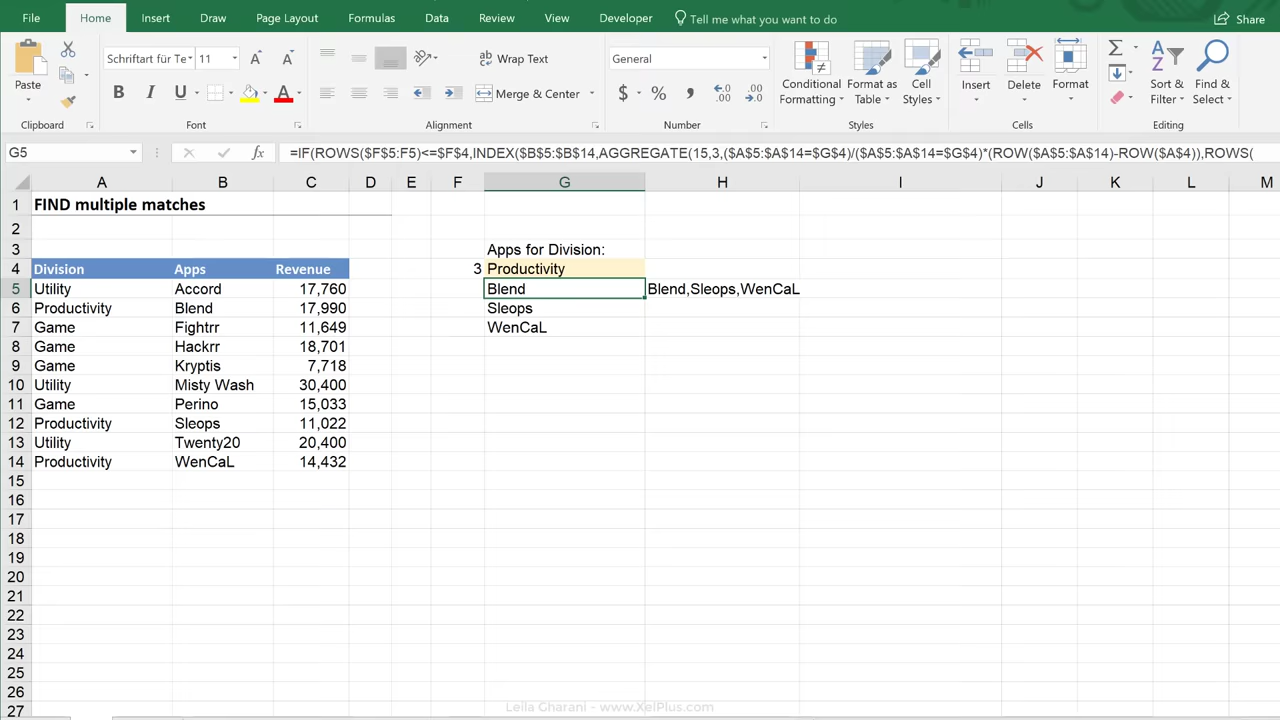 File Home Insert Draw Page Layout Formulas Data Review View Developer Tell me what you want to do Share
Schriftart für Te 11 Wrap Text General
Paste Conditional Formatting Format as Table Cell Styles Insert Delete Format Sort & Filter Find & Select
B I U A Merge & Center $ %
Clipboard Font Alignment Number Styles Cells Editing
G5 fx =IF(ROWS($F$5:F5)<=$F$4,INDEX($B$5:$B$14,AGGREGATE(15,3,($A$5:$A$14=$G$4)/($A$5:$A$14=$G$4)*(ROW($A$5:$A$14)-ROW($A$4)),ROWS(
A B C D E F G H I J K L M
1 FIND multiple matches
2
3 Apps for Division:
4 Division Apps Revenue 3 Productivity
5 Utility Accord 17,760 Blend Blend,Sleops,WenCaL
6 Productivity Blend 17,990 Sleops
7 Game Fightrr 11,649 WenCaL
8 Game Hackrr 18,701
9 Game Kryptis 7,718
10 Utility Misty Wash 30,400
11 Game Perino 15,033
12 Productivity Sleops 11,022
13 Utility Twenty20 20,400
14 Productivity WenCaL 14,432
15
16
17
18
19
20
21
22
23
24
25
26
27
Leila Gharani - www.XelPlus.com